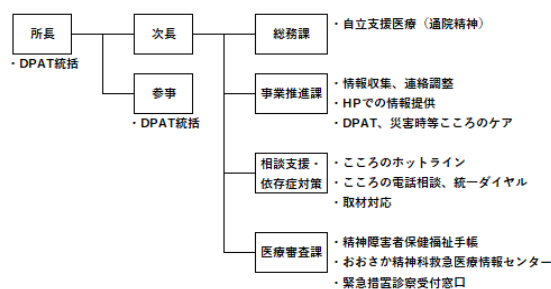 所長
・DPAT統括
次長
参事
・DPAT統括
総務課
・自立支援医療（通院精神）
事業推進課
・情報収集、連絡調整
・HPでの情報提供
・DPAT、災害時等こころのケア
相談支援・
依存症対策
・こころのホットライン
・こころの電話相談、統一ダイヤル
・取材対応
医療審査課
・精神障害者保健福祉手帳
・おおさか精神科救急医療情報センター
・緊急措置診察受付窓口